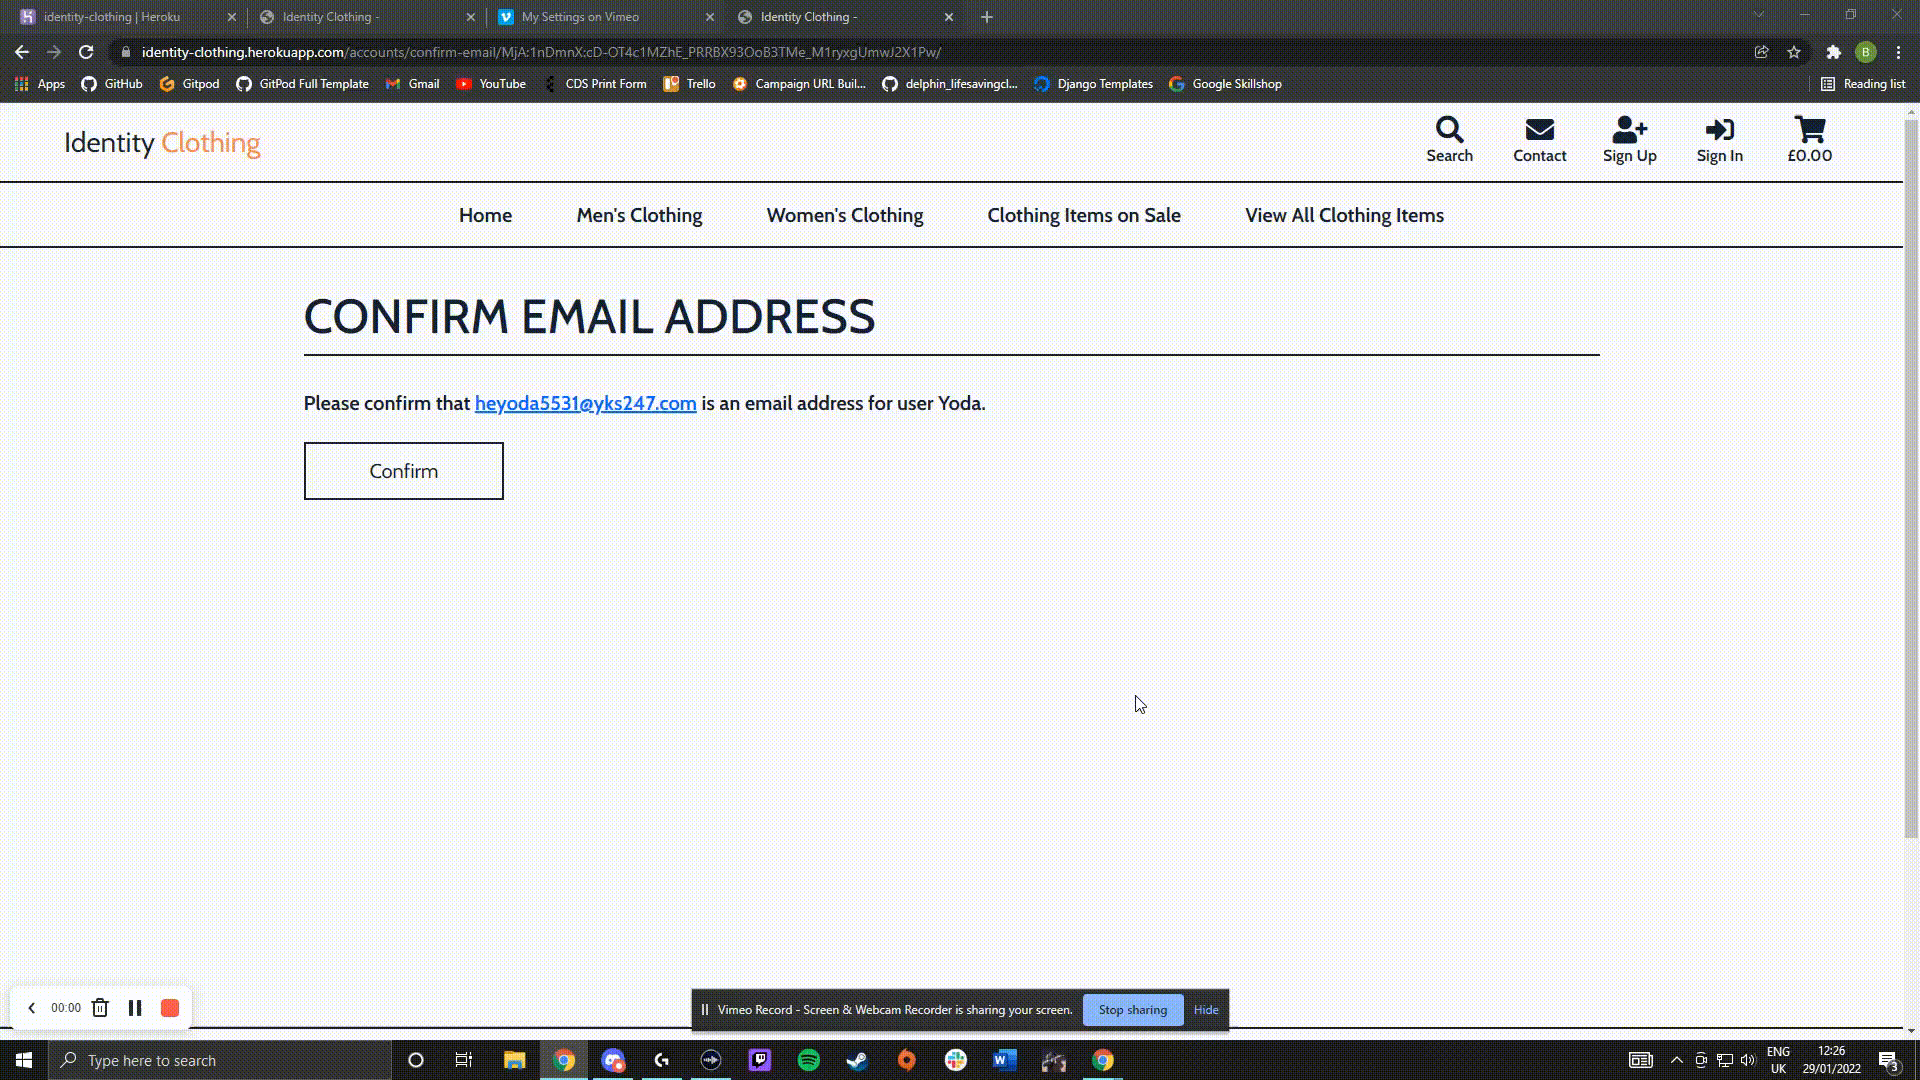 identity-clothing | Heroku
Identity Clothing -
My Settings on Vimeo
Identity Clothing -
identity-clothing.herokuapp.com/accounts/confirm-email/MjA:1nDmnX:cD-OT4c1MZhE_PRRBX93OoB3TMe_M1ryxgUmwJ2X1Pw/
B
Apps
GitHub
Gitpod
GitPod Full Template
Gmail
YouTube
CDS Print Form
Trello
Campaign URL Buil...
delphin_lifesavingcl...
Django Templates
Google Skillshop
Reading list
Identity Clothing
Search
Contact
Sign Up
Sign In
£0.00
Home
Men's Clothing
Women's Clothing
Clothing Items on Sale
View All Clothing Items
CONFIRM EMAIL ADDRESS
Please confirm that heyoda5531@yks247.com is an email address for user Yoda.
Confirm
00:00
Vimeo Record - Screen & Webcam Recorder is sharing your screen.
Stop sharing
Hide
Type here to search
ENG
UK
12:26
29/01/2022
3